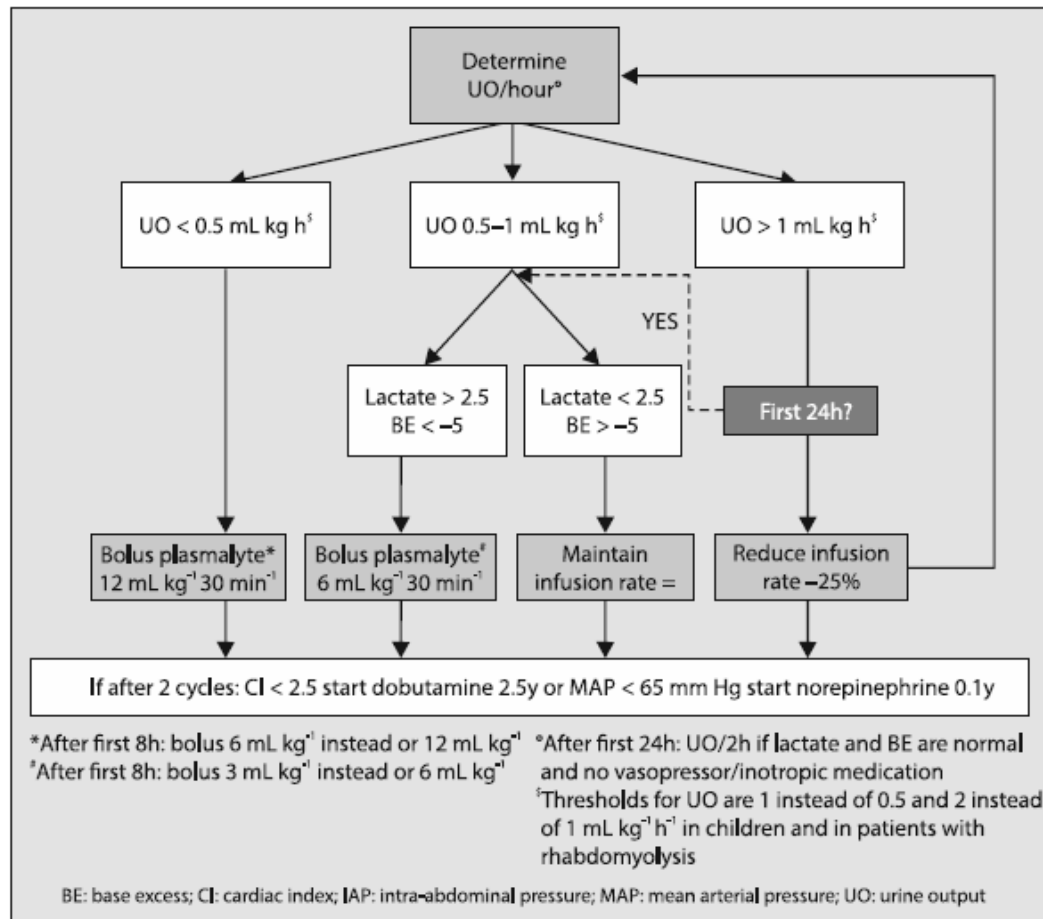 Determine
UO/hour°
UO < 0.5 mL kg h$
UO 0.5–1 mL kg h$
UO > 1 mL kg h$
YES
Lactate > 2.5
BE < –5
Lactate < 2.5
BE > –5
First 24h?
Bolus plasmalyte*
12 mL kg⁻¹ 30 min⁻¹
Bolus plasmalyte#
6 mL kg⁻¹ 30 min⁻¹
Maintain
infusion rate =
Reduce infusion
rate –25%
If after 2 cycles: CI < 2.5 start dobutamine 2.5γ or MAP < 65 mm Hg start norepinephrine 0.1γ
*After first 8h: bolus 6 mL kg⁻¹ instead or 12 mL kg⁻¹
#After first 8h: bolus 3 mL kg⁻¹ instead or 6 mL kg⁻¹
°After first 24h: UO/2h if lactate and BE are normal
and no vasopressor/inotropic medication
$Thresholds for UO are 1 instead of 0.5 and 2 instead
of 1 mL kg⁻¹ h⁻¹ in children and in patients with
rhabdomyolysis
BE: base excess; CI: cardiac index; IAP: intra-abdominal pressure; MAP: mean arterial pressure; UO: urine output